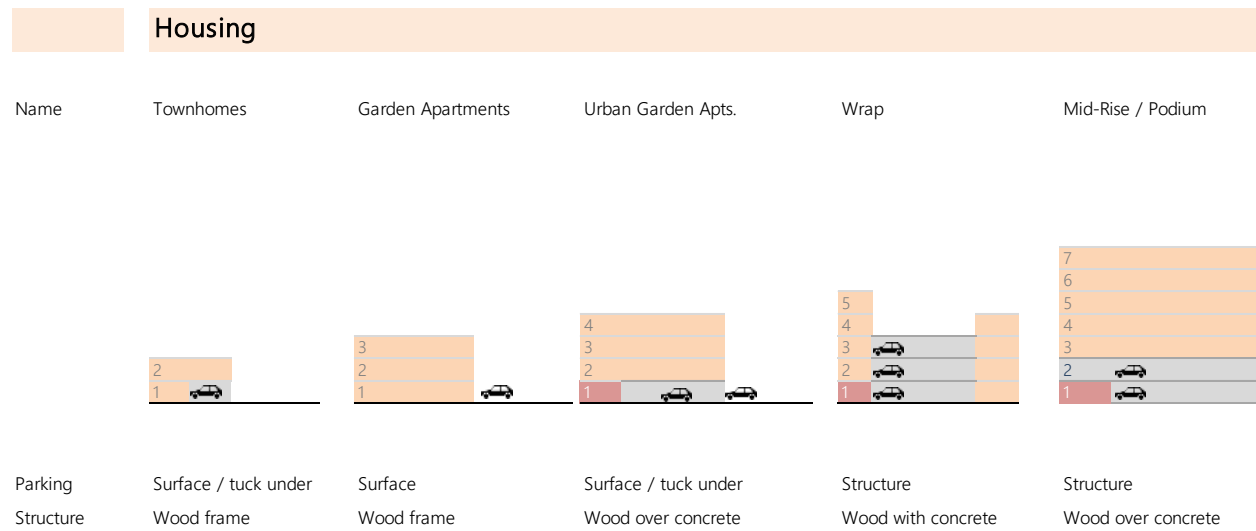 Housing
Name Townhomes Garden Apartments Urban Garden Apts. Wrap Mid-Rise / Podium
7
6
5 5
4 4 4
3 3 3 3
2 2 2 2 2
1 1 1 1 1
Parking Surface / tuck under Surface Surface / tuck under Structure Structure
Structure Wood frame Wood frame Wood over concrete Wood with concrete Wood over concrete